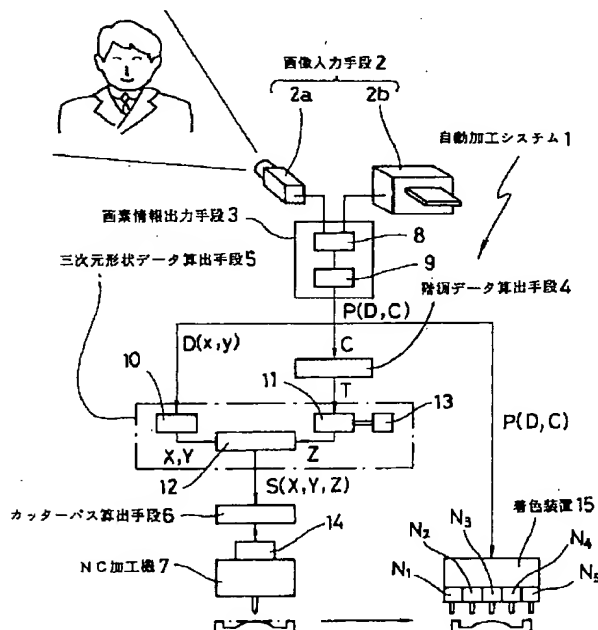 画像入力手段2
2a
2b
自動加工システム1
画素情報出力手段3
8
三次元形状データ算出手段5
9
階調データ算出手段4
P(D,C)
D(x,y)
C
10
11
T
13
P(D,C)
X,Y
Z
12
S(X,Y,Z)
カッターパス算出手段6
着色装置15
14
N3
N2
N4
NC加工機7
N1
N5